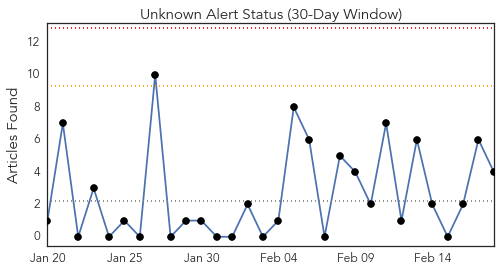 Unknown Alert Status (30-Day Window)
Articles Found
12
10
8
6
4
2
0
Jan 20 Jan 25 Jan 30 Feb 04 Feb 09 Feb 14